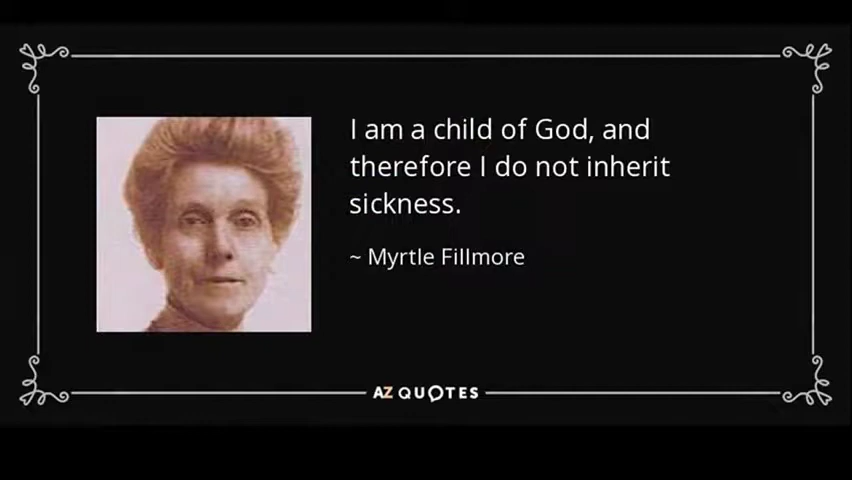 I am a child of God, and
therefore I do not inherit
sickness.
~ Myrtle Fillmore
AZ QUOTES